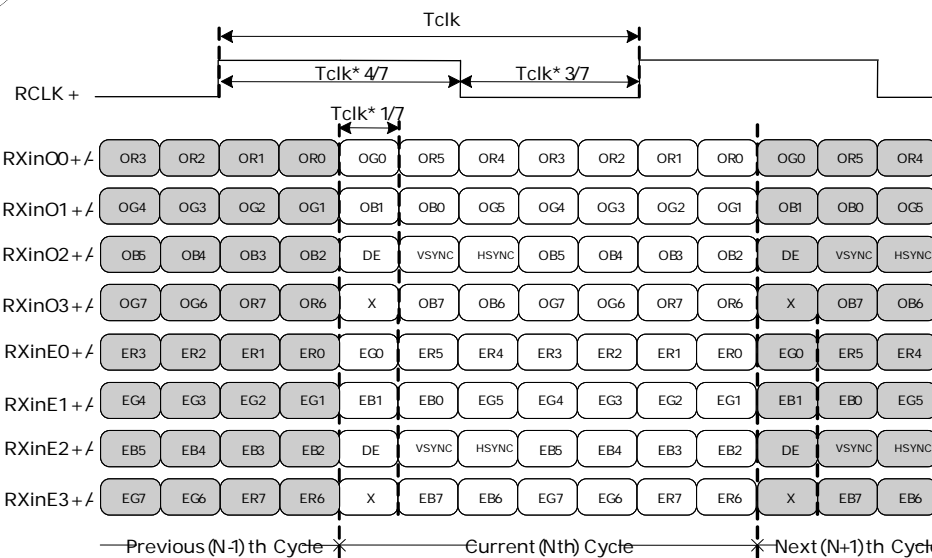 Tclk
Tclk* 4/7 Tclk* 3/7
RCLK +
Tclk* 1/7
RXinO0+/- OR3 OR2 OR1 OR0 OG0 OR5 OR4 OR3 OR2 OR1 OR0 OG0 OR5 OR4
RXinO1+/- OG4 OG3 OG2 OG1 OB1 OB0 OG5 OG4 OG3 OG2 OG1 OB1 OB0 OG5
RXinO2+/- OB5 OB4 OB3 OB2 DE VSYNC HSYNC OB5 OB4 OB3 OB2 DE VSYNC HSYNC
RXinO3+/- OG7 OG6 OR7 OR6 X OB7 OB6 OG7 OG6 OR7 OR6 X OB7 OB6
RXinE0+/- ER3 ER2 ER1 ER0 EG0 ER5 ER4 ER3 ER2 ER1 ER0 EG0 ER5 ER4
RXinE1+/- EG4 EG3 EG2 EG1 EB1 EB0 EG5 EG4 EG3 EG2 EG1 EB1 EB0 EG5
RXinE2+/- EB5 EB4 EB3 EB2 DE VSYNC HSYNC EB5 EB4 EB3 EB2 DE VSYNC HSYNC
RXinE3+/- EG7 EG6 ER7 ER6 X EB7 EB6 EG7 EG6 ER7 ER6 X EB7 EB6
Previous (N-1) th Cycle Current (Nth) Cycle Next (N+1) th Cycle